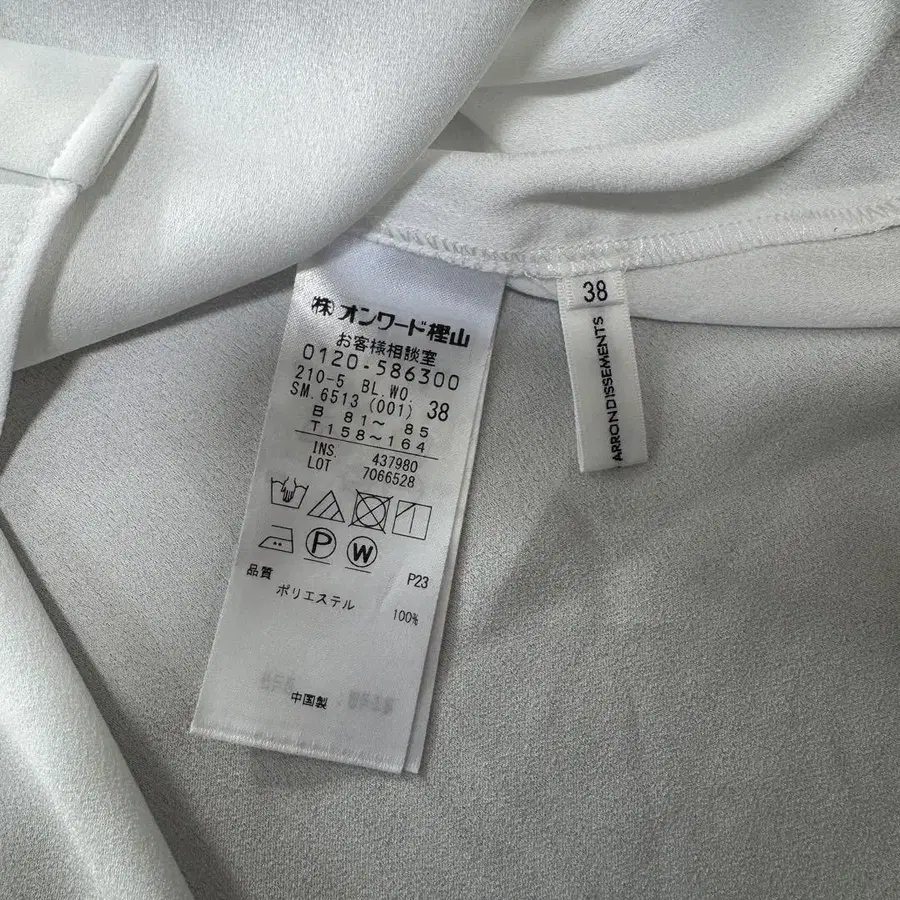 (株)オンワード樫山
お客様相談室
0120-586300
210-5 BL.WO.
SM.6513 (001) 38
B 81～ 85
T158～164
INS. 437980
LOT 7066528
P W
品質 P23
ポリエステル
100%
中国製
38
ARRONDISSEMENTS